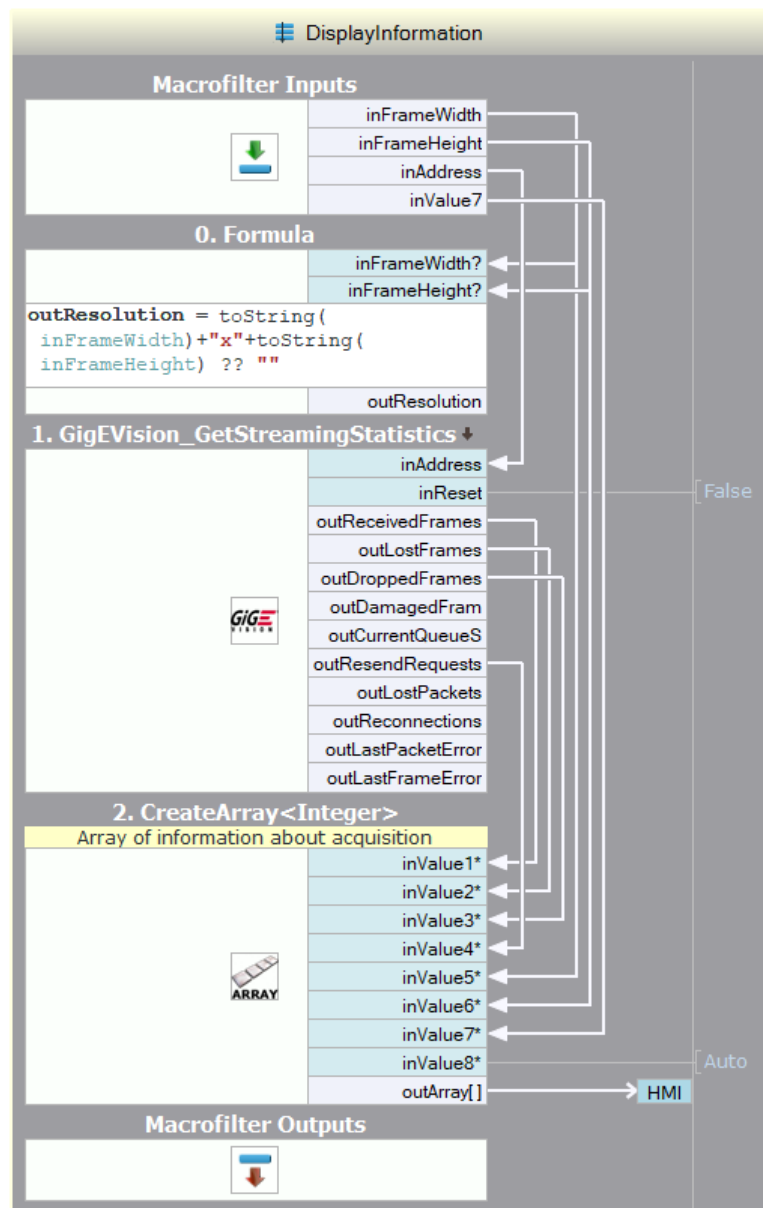 DisplayInformation
Macrofilter Inputs
inFrameWidth
inFrameHeight
inAddress
inValue7
0. Formula
inFrameWidth?
inFrameHeight?
outResolution = toString(
inFrameWidth)+"x"+toString(
inFrameHeight) ?? ""
outResolution
1. GigEVision_GetStreamingStatistics
inAddress
inReset
False
outReceivedFrames
outLostFrames
outDroppedFrames
outDamagedFram
GiGE
VISION
outCurrentQueueS
outResendRequests
outLostPackets
outReconnections
outLastPacketError
outLastFrameError
2. CreateArray<Integer>
Array of information about acquisition
inValue1*
inValue2*
inValue3*
inValue4*
ARRAY
inValue5*
inValue6*
inValue7*
inValue8*
Auto
outArray[]
HMI
Macrofilter Outputs